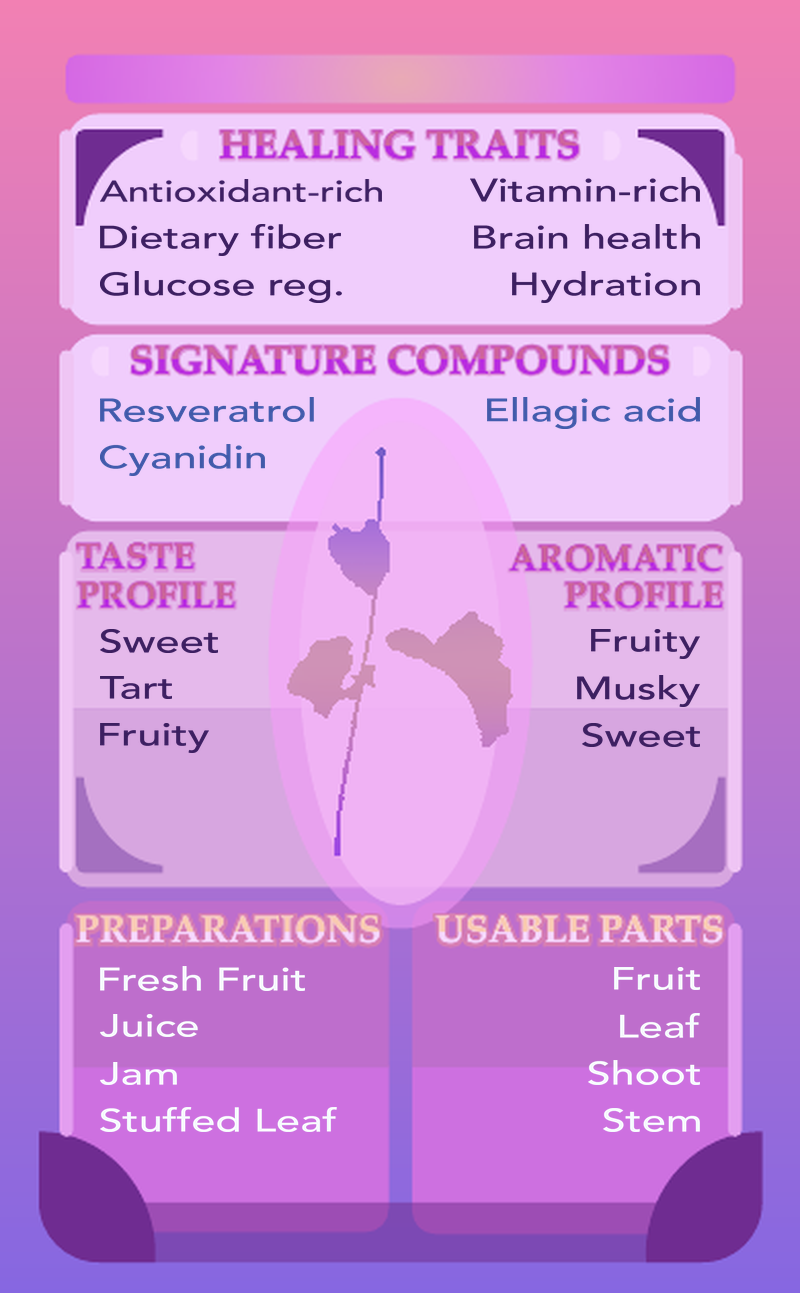 HEALING TRAITS
Antioxidant-rich
Vitamin-rich
Dietary fiber
Brain health
Glucose reg.
Hydration
SIGNATURE COMPOUNDS
Resveratrol
Ellagic acid
Cyanidin
TASTE
PROFILE
Sweet
Tart
Fruity
AROMATIC
PROFILE
Fruity
Musky
Sweet
PREPARATIONS
Fresh Fruit
Juice
Jam
Stuffed Leaf
USABLE PARTS
Fruit
Leaf
Shoot
Stem